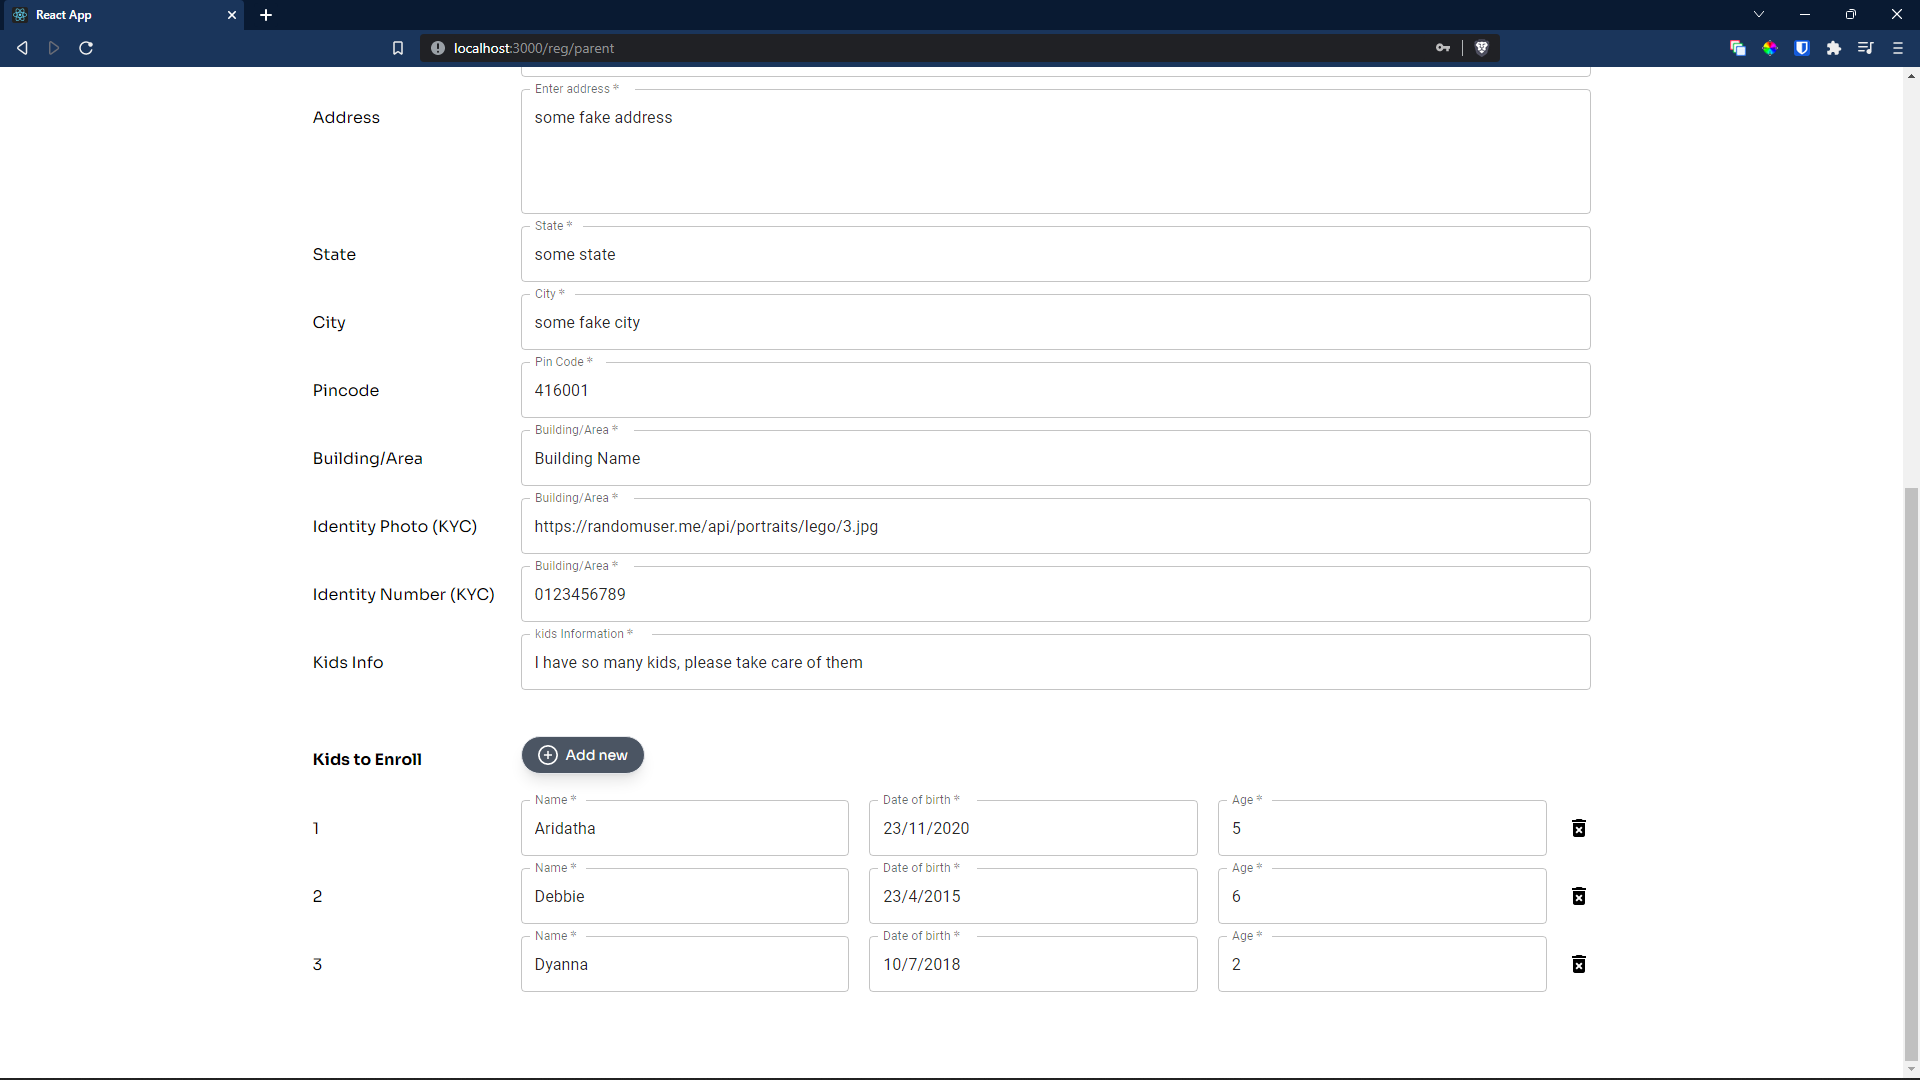 React App
localhost:3000/reg/parent
Enter address *
Address
some fake address
State *
State
some state
City *
City
some fake city
Pin Code *
Pincode
416001
Building/Area *
Building/Area
Building Name
Building/Area *
Identity Photo (KYC)
https://randomuser.me/api/portraits/lego/3.jpg
Building/Area *
Identity Number (KYC)
0123456789
kids Information *
Kids Info
I have so many kids, please take care of them
Kids to Enroll
Add new
Name * Date of birth * Age *
1 Aridatha 23/11/2020 5
Name * Date of birth * Age *
2 Debbie 23/4/2015 6
Name * Date of birth * Age *
3 Dyanna 10/7/2018 2